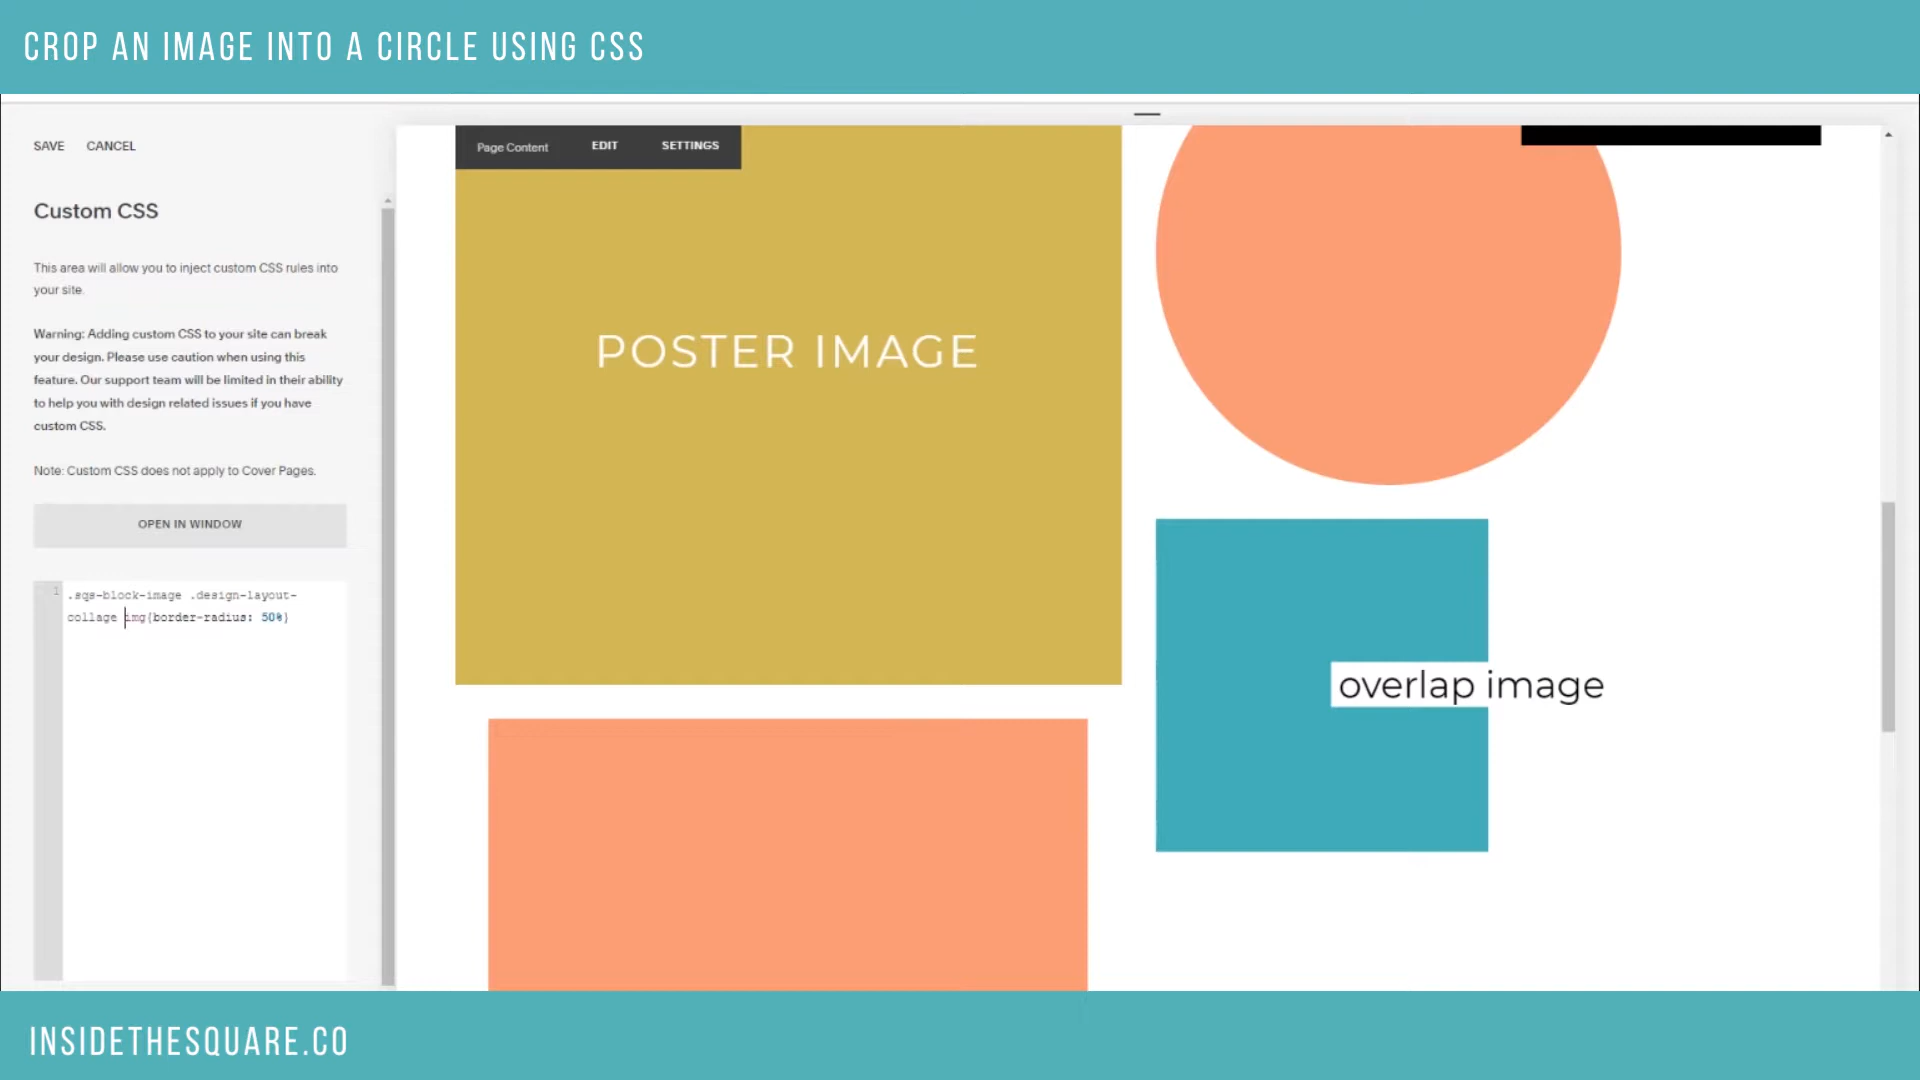 CROP AN IMAGE INTO A CIRCLE USING CSS
SAVE CANCEL
Custom CSS
This area will allow you to inject custom CSS rules into
your site.
Warning: Adding custom CSS to your site can break
your design. Please use caution when using this
feature. Our support team will be limited in their ability
to help you with design related issues if you have
custom CSS.
Note: Custom CSS does not apply to Cover Pages.
OPEN IN WINDOW
1 .sqs-block-image .design-layout-
collage img{border-radius: 50%}
Page Content EDIT SETTINGS
POSTER IMAGE
overlap image
INSIDETHESQUARE.CO